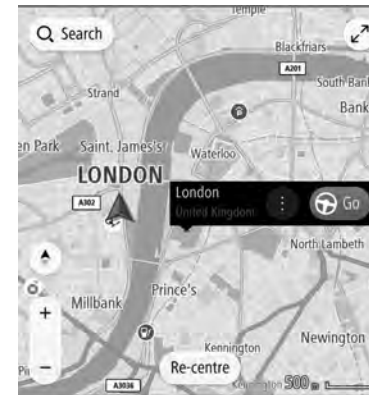 Temple
Search
Blackfriars
A201
South Bank
Strand
Bank
en Park
Saint. James's
Waterloo
LONDON
London
United Kingdom
Go
A302
North Lambeth
Millbank
Prince's
+
Newington
Kennington
Re-centre
-
Kennington
500 m
A3036